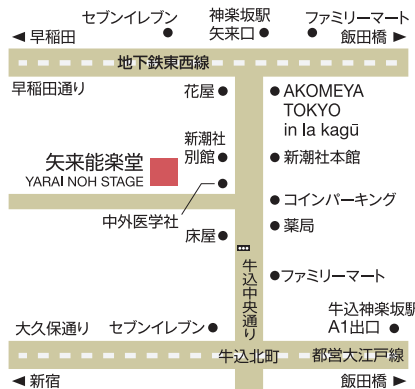 セブンイレブン
神楽坂駅
矢来口
ファミリーマート
早稲田
飯田橋
地下鉄東西線
早稲田通り
花屋
AKOMEYA
TOKYO
in la kagū
新潮社
別館
新潮社本館
矢来能楽堂
YARAI NOH STAGE
中外医学社
コインパーキング
床屋
薬局
牛込中央通り
ファミリーマート
牛込神楽坂駅
A1出口
大久保通り
セブンイレブン
牛込北町
都営大江戸線
新宿
飯田橋